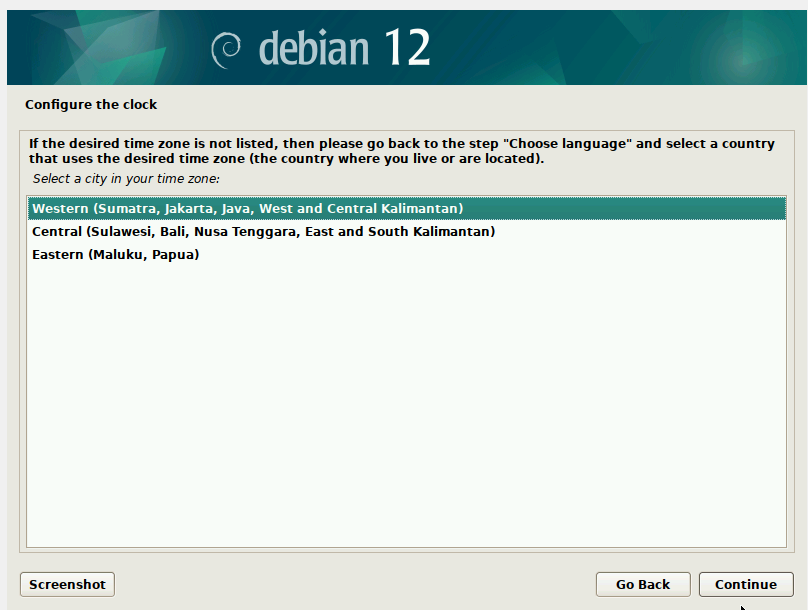 debian 12
Configure the clock
If the desired time zone is not listed, then please go back to the step "Choose language" and select a country
that uses the desired time zone (the country where you live or are located).
Select a city in your time zone:
Western (Sumatra, Jakarta, Java, West and Central Kalimantan)
Central (Sulawesi, Bali, Nusa Tenggara, East and South Kalimantan)
Eastern (Maluku, Papua)
Screenshot
Go Back
Continue